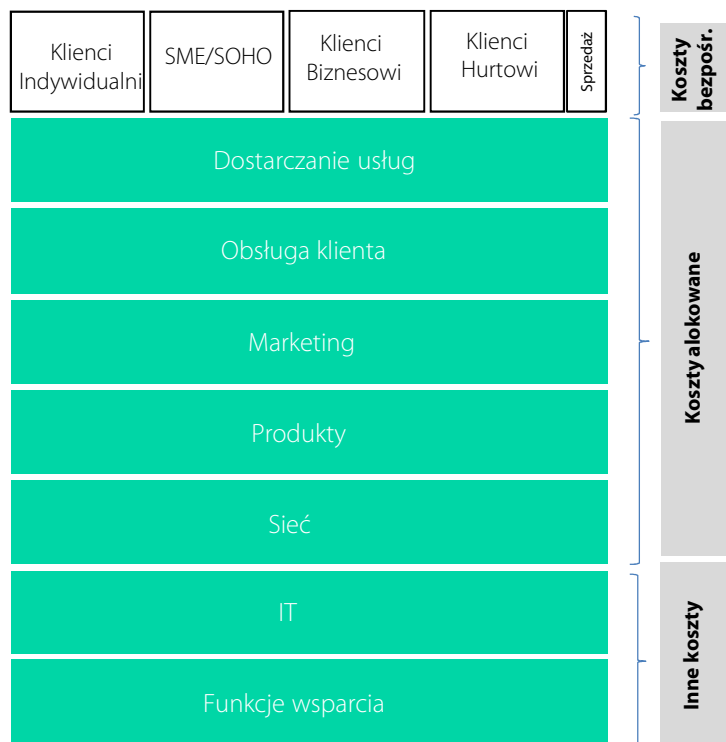 Klienci
Indywidualni
SME/SOHO
Klienci
Biznesowi
Klienci
Hurtowi
Sprzedaż
Koszty
bezpośr.
Dostarczanie usług
Obsługa klienta
Marketing
Produkty
Sieć
Koszty alokowane
IT
Funkcje wsparcia
Inne koszty